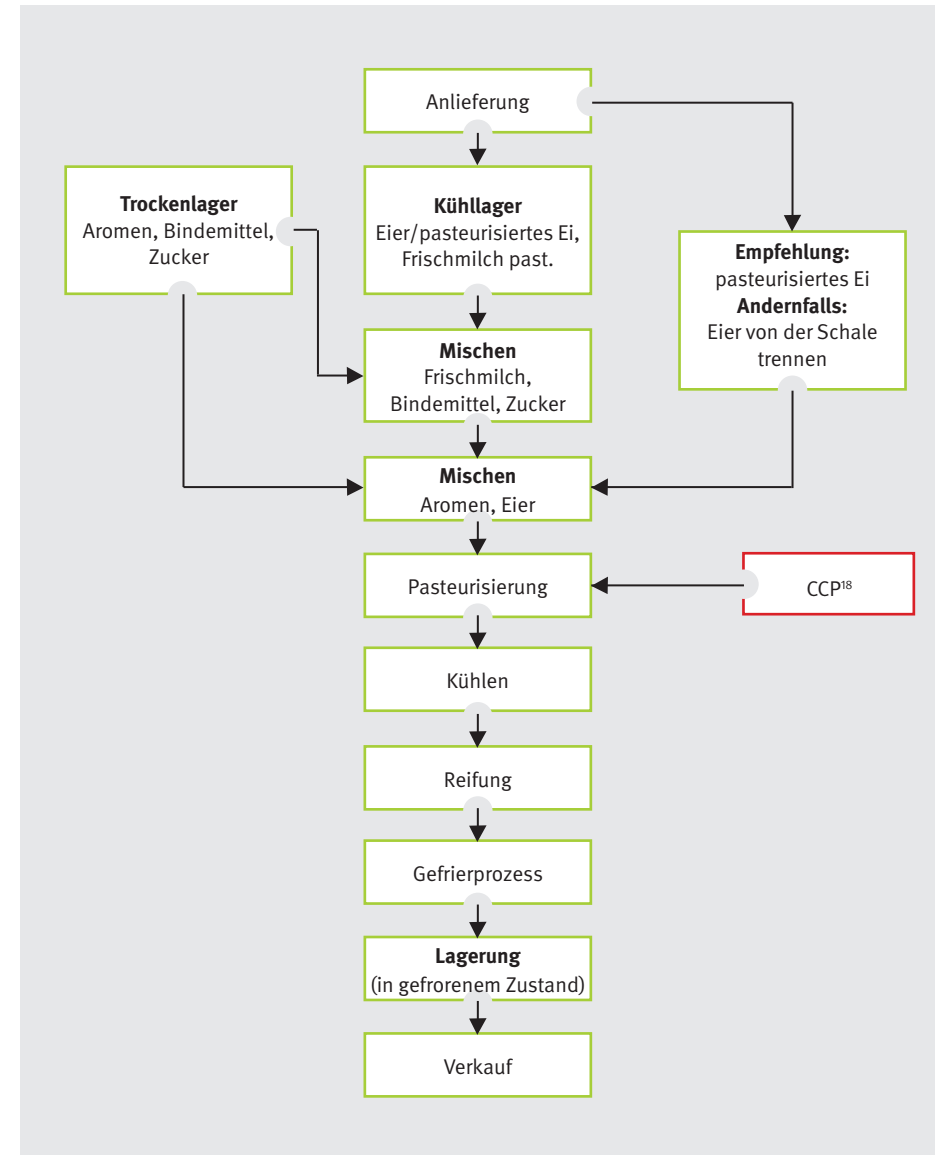 Anlieferung
Trockenlager
Aromen, Bindemittel,
Zucker
Kühllager
Eier/pasteurisiertes Ei,
Frischmilch past.
Empfehlung:
pasteurisiertes Ei
Andernfalls:
Eier von der Schale
trennen
Mischen
Frischmilch,
Bindemittel, Zucker
Mischen
Aromen, Eier
Pasteurisierung
CCP¹⁸
Kühlen
Reifung
Gefrierprozess
Lagerung
(in gefrorenem Zustand)
Verkauf